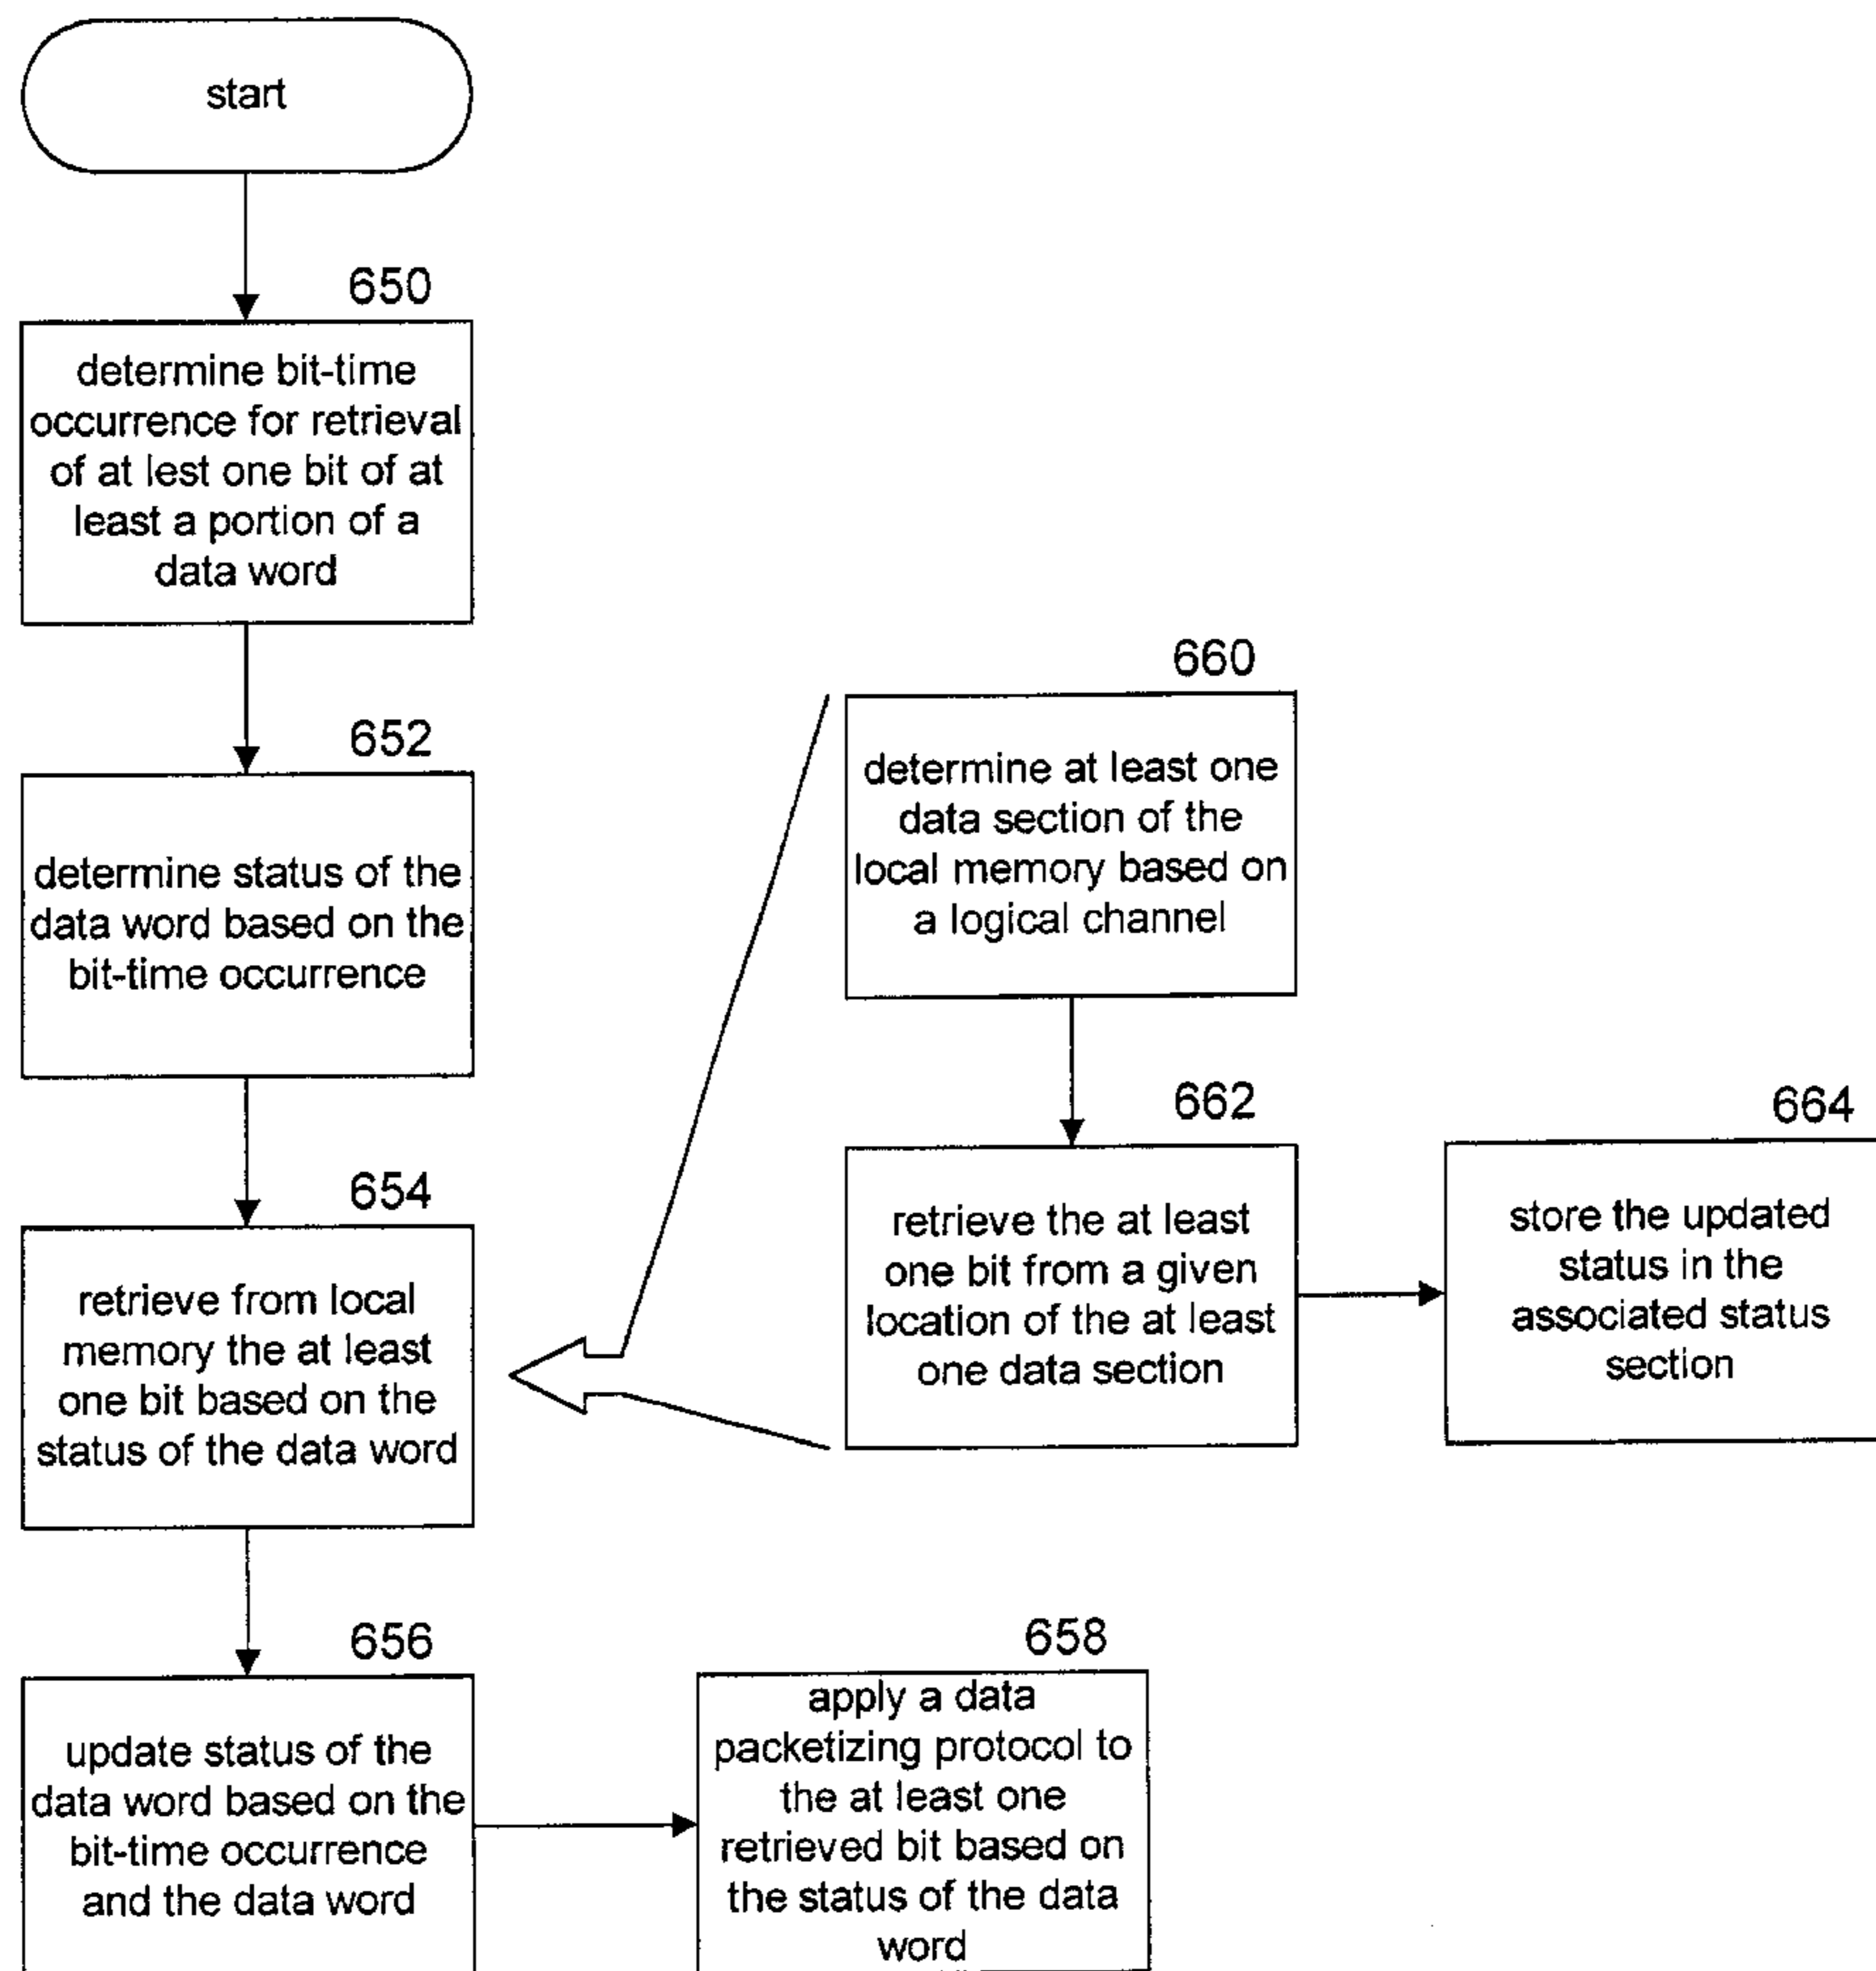 start
650
determine bit-time
occurrence for retrieval
of at lest one bit of at
least a portion of a
data word
652
determine status of the
data word based on the
bit-time occurrence
654
retrieve from local
memory the at least
one bit based on the
status of the data word
656
update status of the
data word based on the
bit-time occurrence
and the data word
658
apply a data
packetizing protocol to
the at least one
retrieved bit based on
the status of the data
word
660
determine at least one
data section of the
local memory based on
a logical channel
662
retrieve the at least
one bit from a given
location of the at least
one data section
664
store the updated
status in the
associated status
section